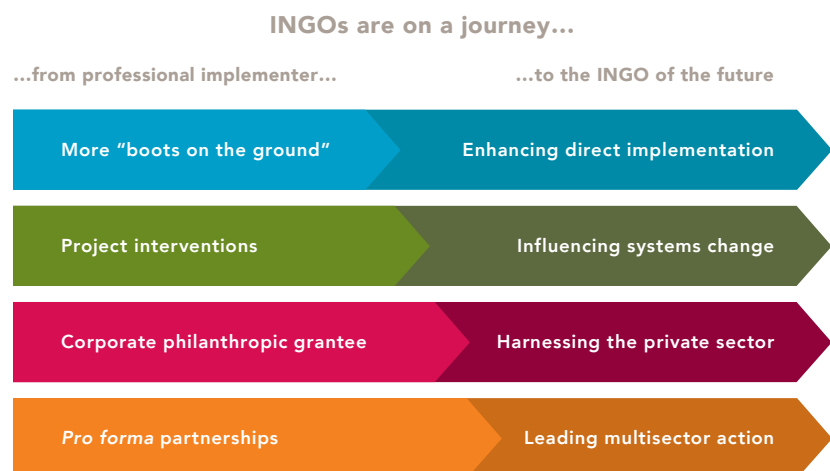 INGOs are on a journey…
…from professional implementer…
…to the INGO of the future
More “boots on the ground”
Enhancing direct implementation
Project interventions
Influencing systems change
Corporate philanthropic grantee
Harnessing the private sector
Pro forma partnerships
Leading multisector action